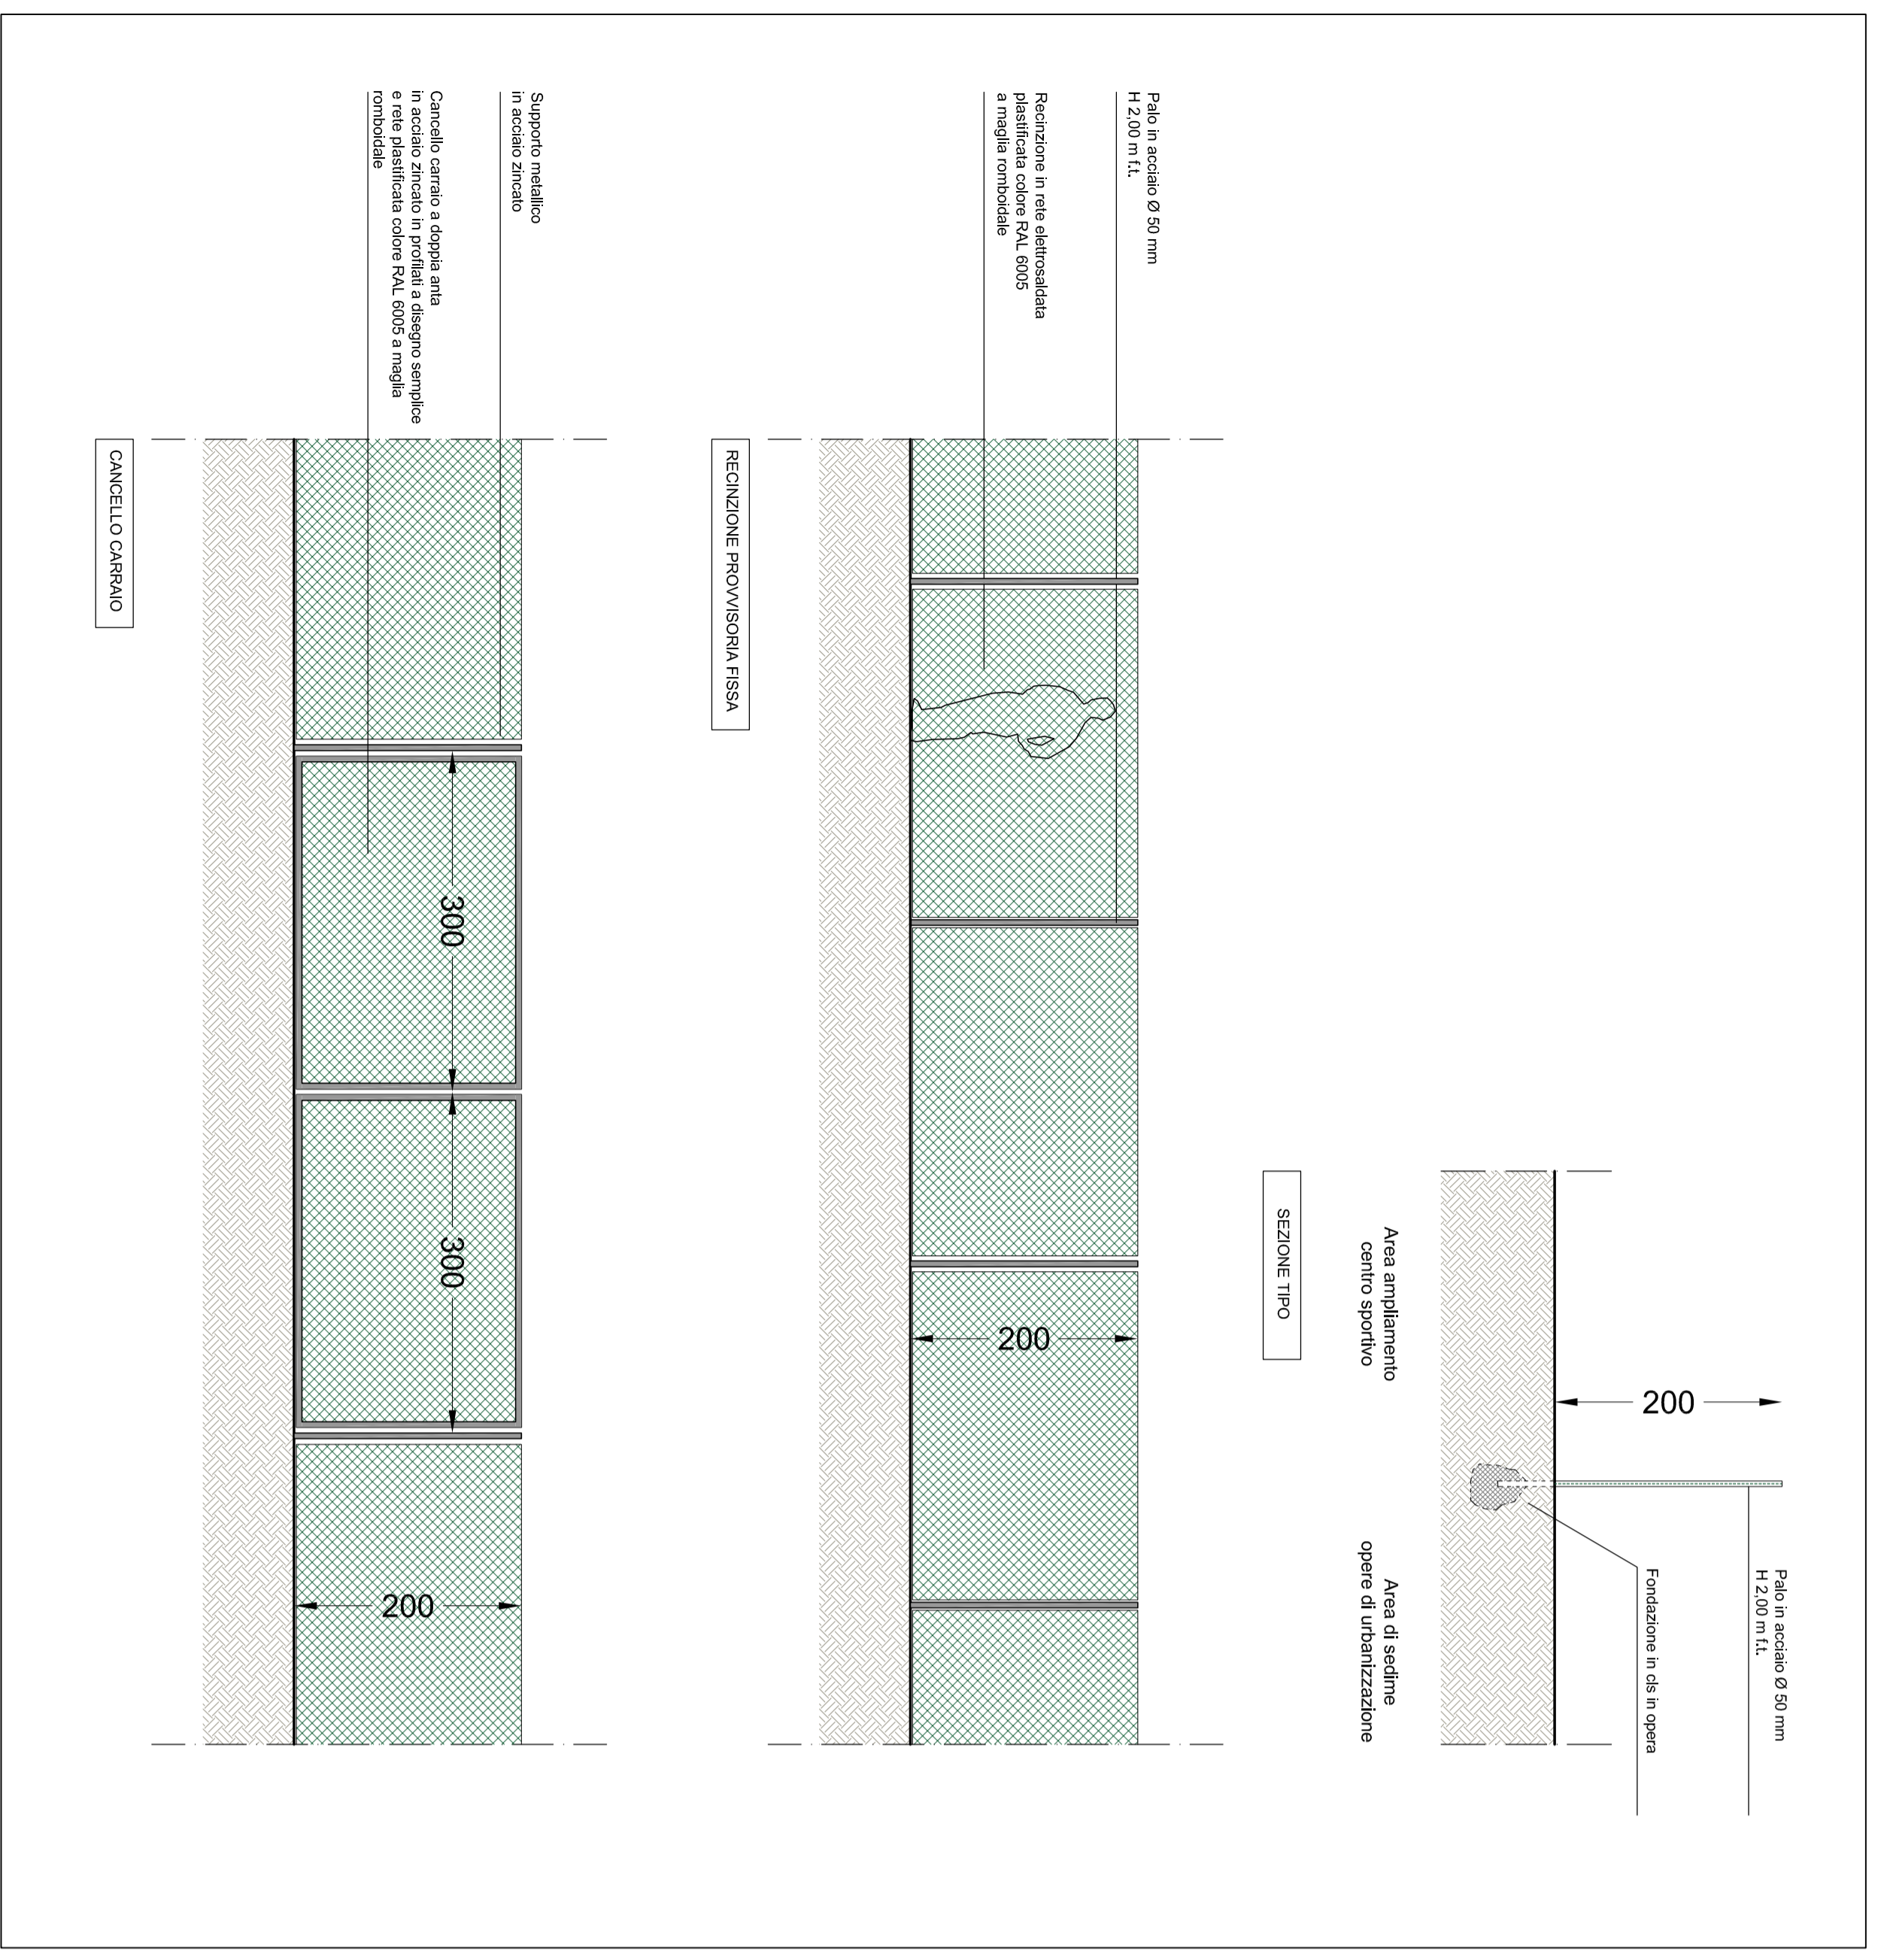 Palo in acciaio Ø 50 mm
H 2,00 m f.t.
Fondazione in cls in opera
200
Area ampliamento
centro sportivo
Area di sedime
opere di urbanizzazione
SEZIONE TIPO
Palo in acciaio Ø 50 mm
H 2,00 m f.t.
Recinzione in rete elettrosaldata
plastificata colore RAL 6005
a maglia romboidale
200
RECINZIONE PROVVISORIA FISSA
Supporto metallico
in acciaio zincato
Cancello carraio a doppia anta
in acciaio zincato in profilati a disegno semplice
e rete plastificata colore RAL 6005 a maglia
romboidale
300
300
200
CANCELLO CARRAIO